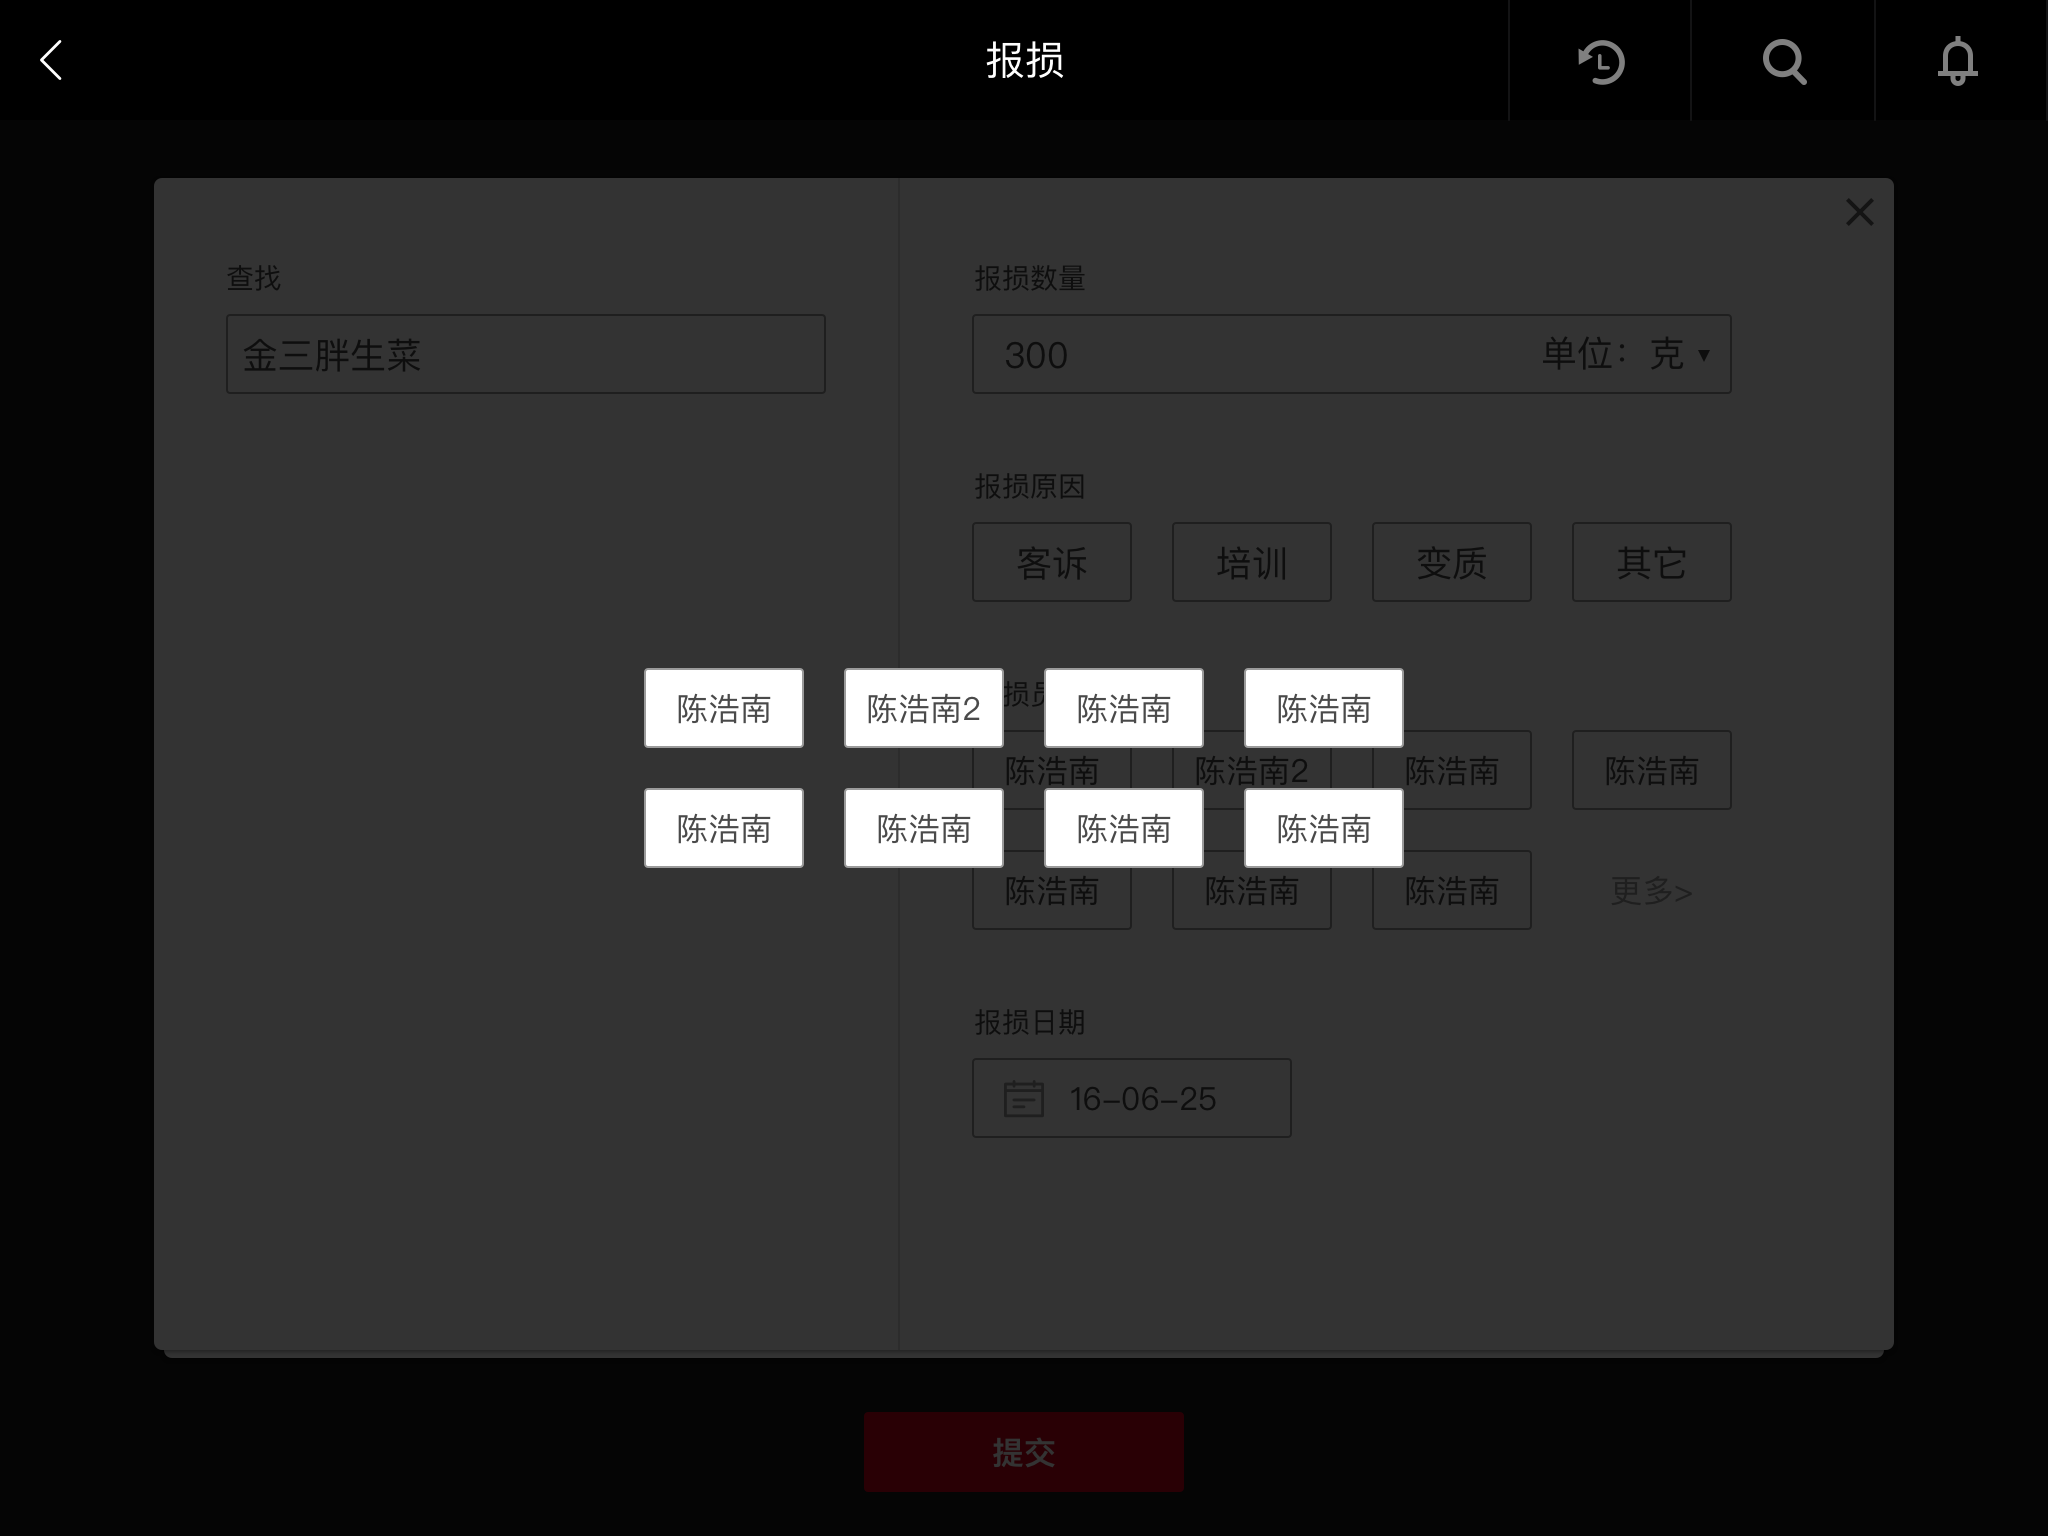 报损
查找
金三胖生菜
报损数量
300 单位：克 ▾
报损原因
客诉 培训 变质 其它
陈浩南 陈浩南2 陈浩南 陈浩南
损员
陈浩南 陈浩南2 陈浩南 陈浩南
陈浩南 陈浩南 陈浩南 陈浩南
陈浩南 陈浩南 陈浩南 更多>
报损日期
16-06-25
提交